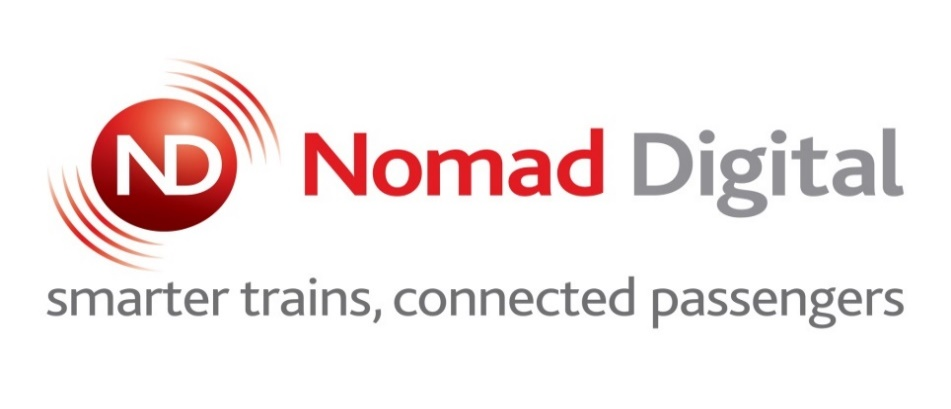 ND Nomad Digital
smarter trains, connected passengers